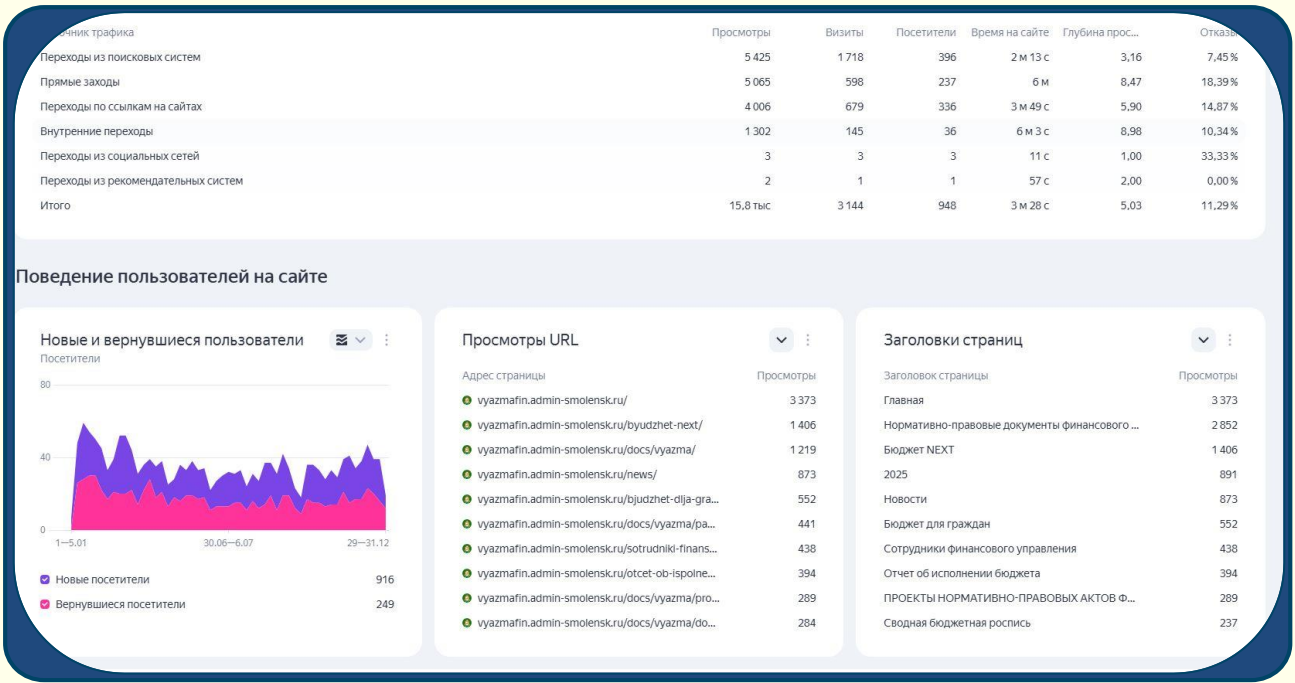 чник трафика Просмотры Визиты Посетители Время на сайте Глубина прос... Отказы
Переходы из поисковых систем 5 425 1 718 396 2 м 13 с 3,16 7,45 %
Прямые заходы 5 065 598 237 6 м 8,47 18,39 %
Переходы по ссылкам на сайтах 4 006 679 336 3 м 49 с 5,90 14,87 %
Внутренние переходы 1 302 145 36 6 м 3 с 8,98 10,34 %
Переходы из социальных сетей 3 3 3 11 с 1,00 33,33 %
Переходы из рекомендательных систем 2 1 1 57 с 2,00 0,00 %
Итого 15,8 тыс 3 144 948 3 м 28 с 5,03 11,29 %
Поведение пользователей на сайте
Новые и вернувшиеся пользователи
Посетители
80
40
0
1—5.01 30.06—6.07 29—31.12
Новые посетители 916
Вернувшиеся посетители 249
Просмотры URL
Адрес страницы Просмотры
vyazmafin.admin-smolensk.ru/ 3 373
vyazmafin.admin-smolensk.ru/byudzhet-next/ 1 406
vyazmafin.admin-smolensk.ru/docs/vyazma/ 1 219
vyazmafin.admin-smolensk.ru/news/ 873
vyazmafin.admin-smolensk.ru/bjudzhet-dlja-gra... 552
vyazmafin.admin-smolensk.ru/docs/vyazma/pa... 441
vyazmafin.admin-smolensk.ru/sotrudniki-finans... 438
vyazmafin.admin-smolensk.ru/otcet-ob-ispolne... 394
vyazmafin.admin-smolensk.ru/docs/vyazma/pro... 289
vyazmafin.admin-smolensk.ru/docs/vyazma/do... 284
Заголовки страниц
Заголовок страницы Просмотры
Главная 3 373
Нормативно-правовые документы финансового ... 2 852
Бюджет NEXT 1 406
2025 891
Новости 873
Бюджет для граждан 552
Сотрудники финансового управления 438
Отчет об исполнении бюджета 394
ПРОЕКТЫ НОРМАТИВНО-ПРАВОВЫХ АКТОВ Ф... 289
Сводная бюджетная роспись 237